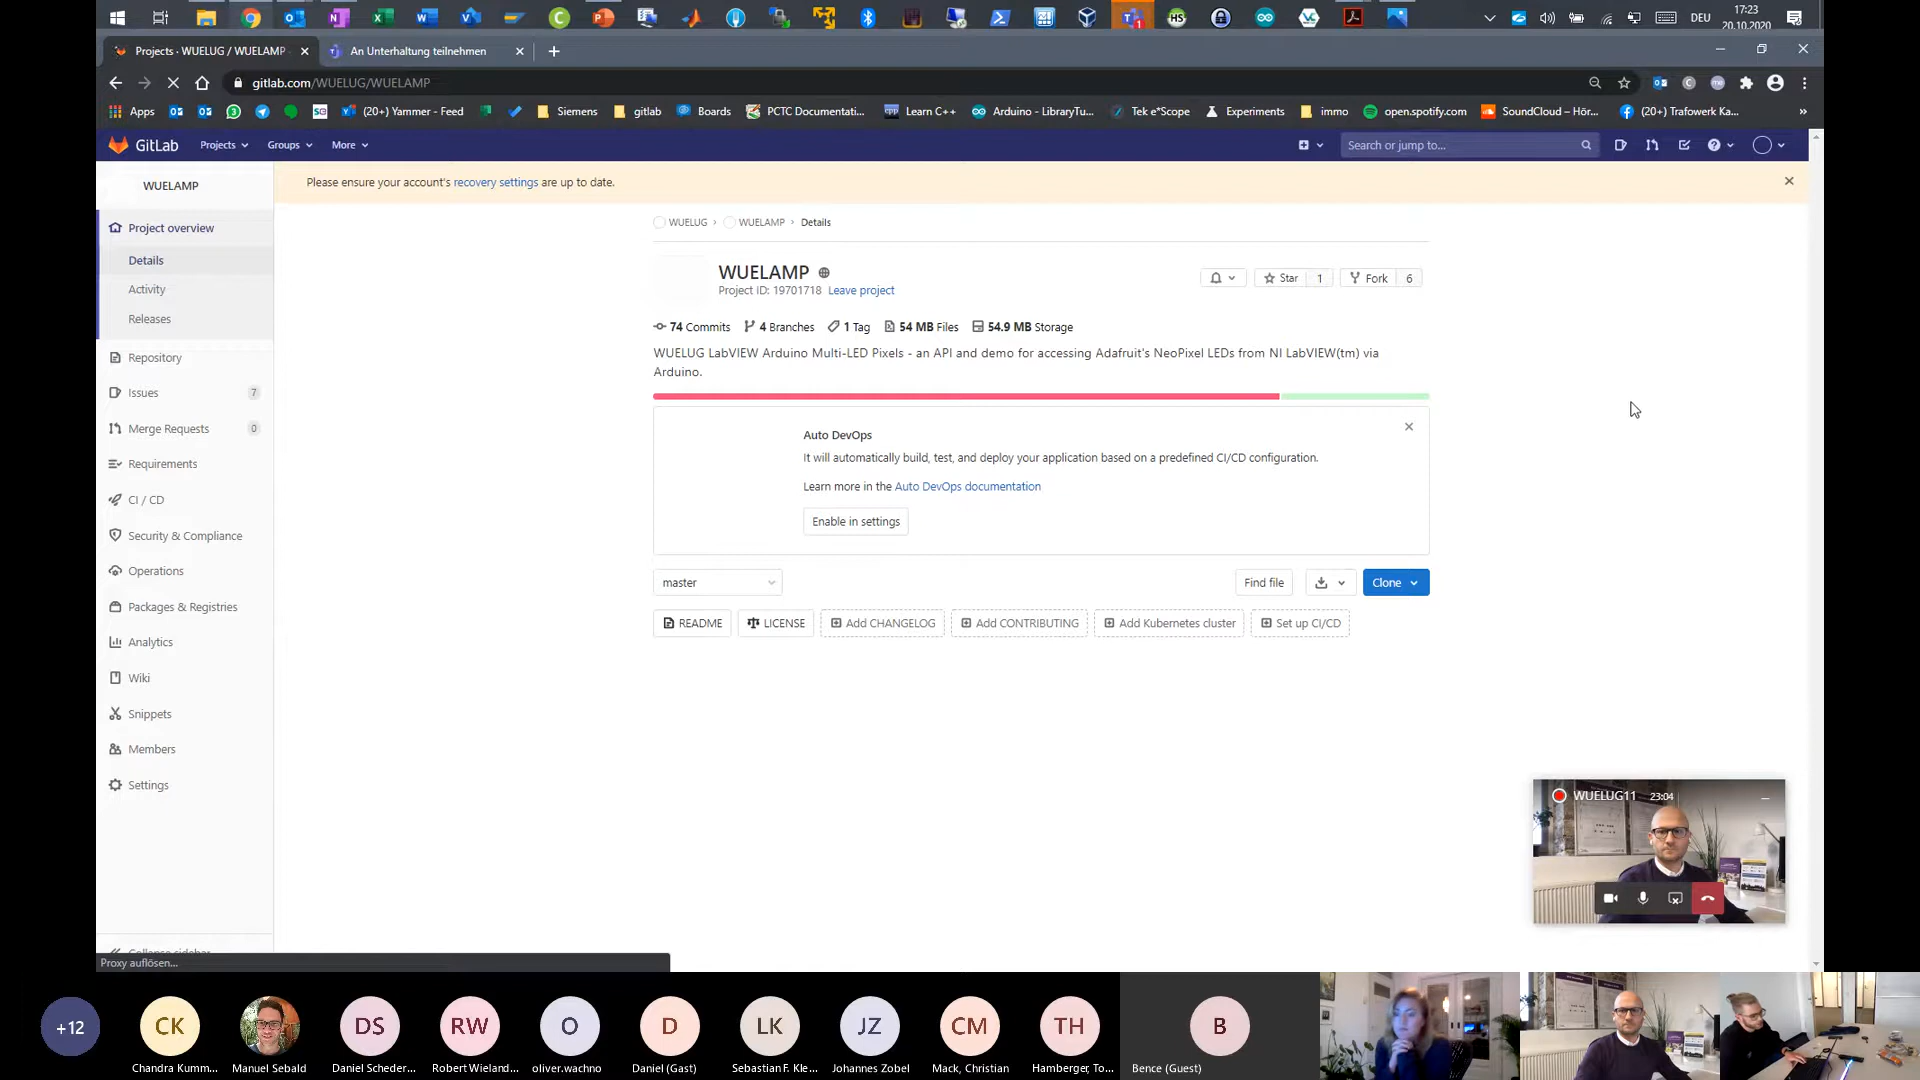 DEU
17:23
20.10.2020
Projects · WUELUG / WUELAMP
An Unterhaltung teilnehmen
gitlab.com/WUELUG/WUELAMP
Apps
(20+) Yammer - Feed
Siemens
gitlab
Boards
PCTC Documentati...
Learn C++
Arduino - LibraryTu...
Tek e*Scope
Experiments
immo
open.spotify.com
SoundCloud – Hör...
(20+) Trafowerk Ka...
GitLab
Projects
Groups
More
Search or jump to...
WUELAMP
Please ensure your account's recovery settings are up to date.
Project overview
Details
Activity
Releases
Repository
Issues 7
Merge Requests 0
Requirements
CI / CD
Security & Compliance
Operations
Packages & Registries
Analytics
Wiki
Snippets
Members
Settings
WUELUG › WUELAMP › Details
WUELAMP
Project ID: 19701718 Leave project
Star 1
Fork 6
74 Commits 4 Branches 1 Tag 54 MB Files 54.9 MB Storage
WUELUG LabVIEW Arduino Multi-LED Pixels - an API and demo for accessing Adafruit's NeoPixel LEDs from NI LabVIEW(tm) via
Arduino.
Auto DevOps
It will automatically build, test, and deploy your application based on a predefined CI/CD configuration.
Learn more in the Auto DevOps documentation
Enable in settings
master
Find file
Clone
README
LICENSE
Add CHANGELOG
Add CONTRIBUTING
Add Kubernetes cluster
Set up CI/CD
WUELUG11 23:04
Collapse sidebar
Proxy auflösen...
+12
CK
DS
RW
O
D
LK
JZ
CM
TH
B
Chandra Kumm...
Manuel Sebald
Daniel Scheder...
Robert Wieland...
oliver.wachno
Daniel (Gast)
Sebastian F. Kle...
Johannes Zobel
Mack, Christian
Hamberger, To...
Bence (Guest)